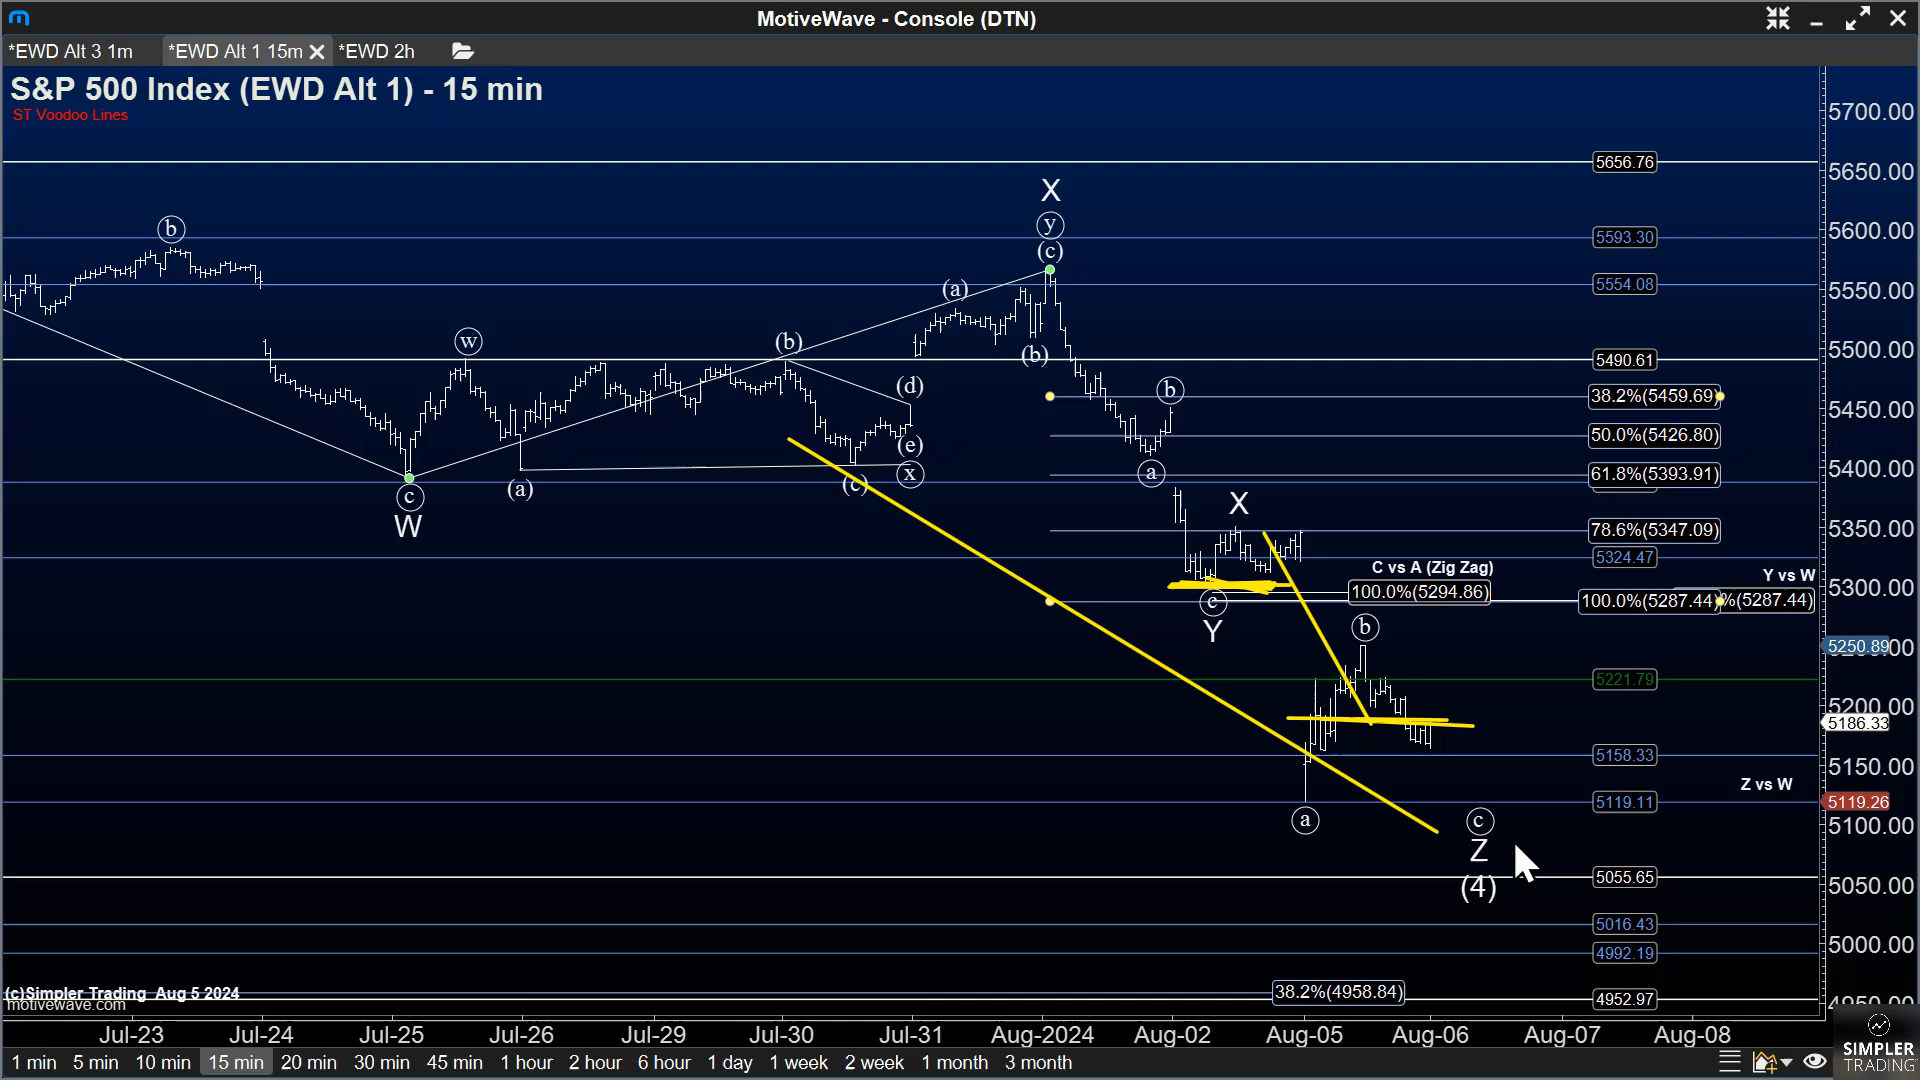 MotiveWave - Console (DTN)
*EWD Alt 3 1m
*EWD Alt 1 15m
*EWD 2h
S&P 500 Index (EWD Alt 1) - 15 min
ST Voodoo Lines
5700.00
5656.76
5650.00
X
y
b
(c)
5593.30
5600.00
(a)
5554.08
5550.00
w
(b)
(b)
5490.61
5500.00
(d)
b
38.2%(5459.69)
5450.00
(e)
50.0%(5426.80)
a
x
61.8%(5393.91)
5400.00
(a)
(c)
c
W
X
78.6%(5347.09)
5350.00
5324.47
C vs A (Zig Zag)
Y vs W
100.0%(5294.86)
5300.00
c
100.0%(5287.44)
%(5287.44)
Y
b
5250.89
5221.79
5200.00
5186.33
5158.33
5150.00
Z vs W
5119.11
5119.26
a
c
5100.00
Z
(4)
5055.65
5050.00
5016.43
5000.00
4992.19
38.2%(4958.84)
4952.97
4950.00
(c)Simpler Trading Aug 5 2024
motivewave.com
Jul-23
Jul-24
Jul-25
Jul-26
Jul-29
Jul-30
Jul-31
Aug-2024
Aug-02
Aug-05
Aug-06
Aug-07
Aug-08
1 min
5 min
10 min
15 min
20 min
30 min
45 min
1 hour
2 hour
6 hour
1 day
1 week
2 week
1 month
3 month
SIMPLER
TRADING